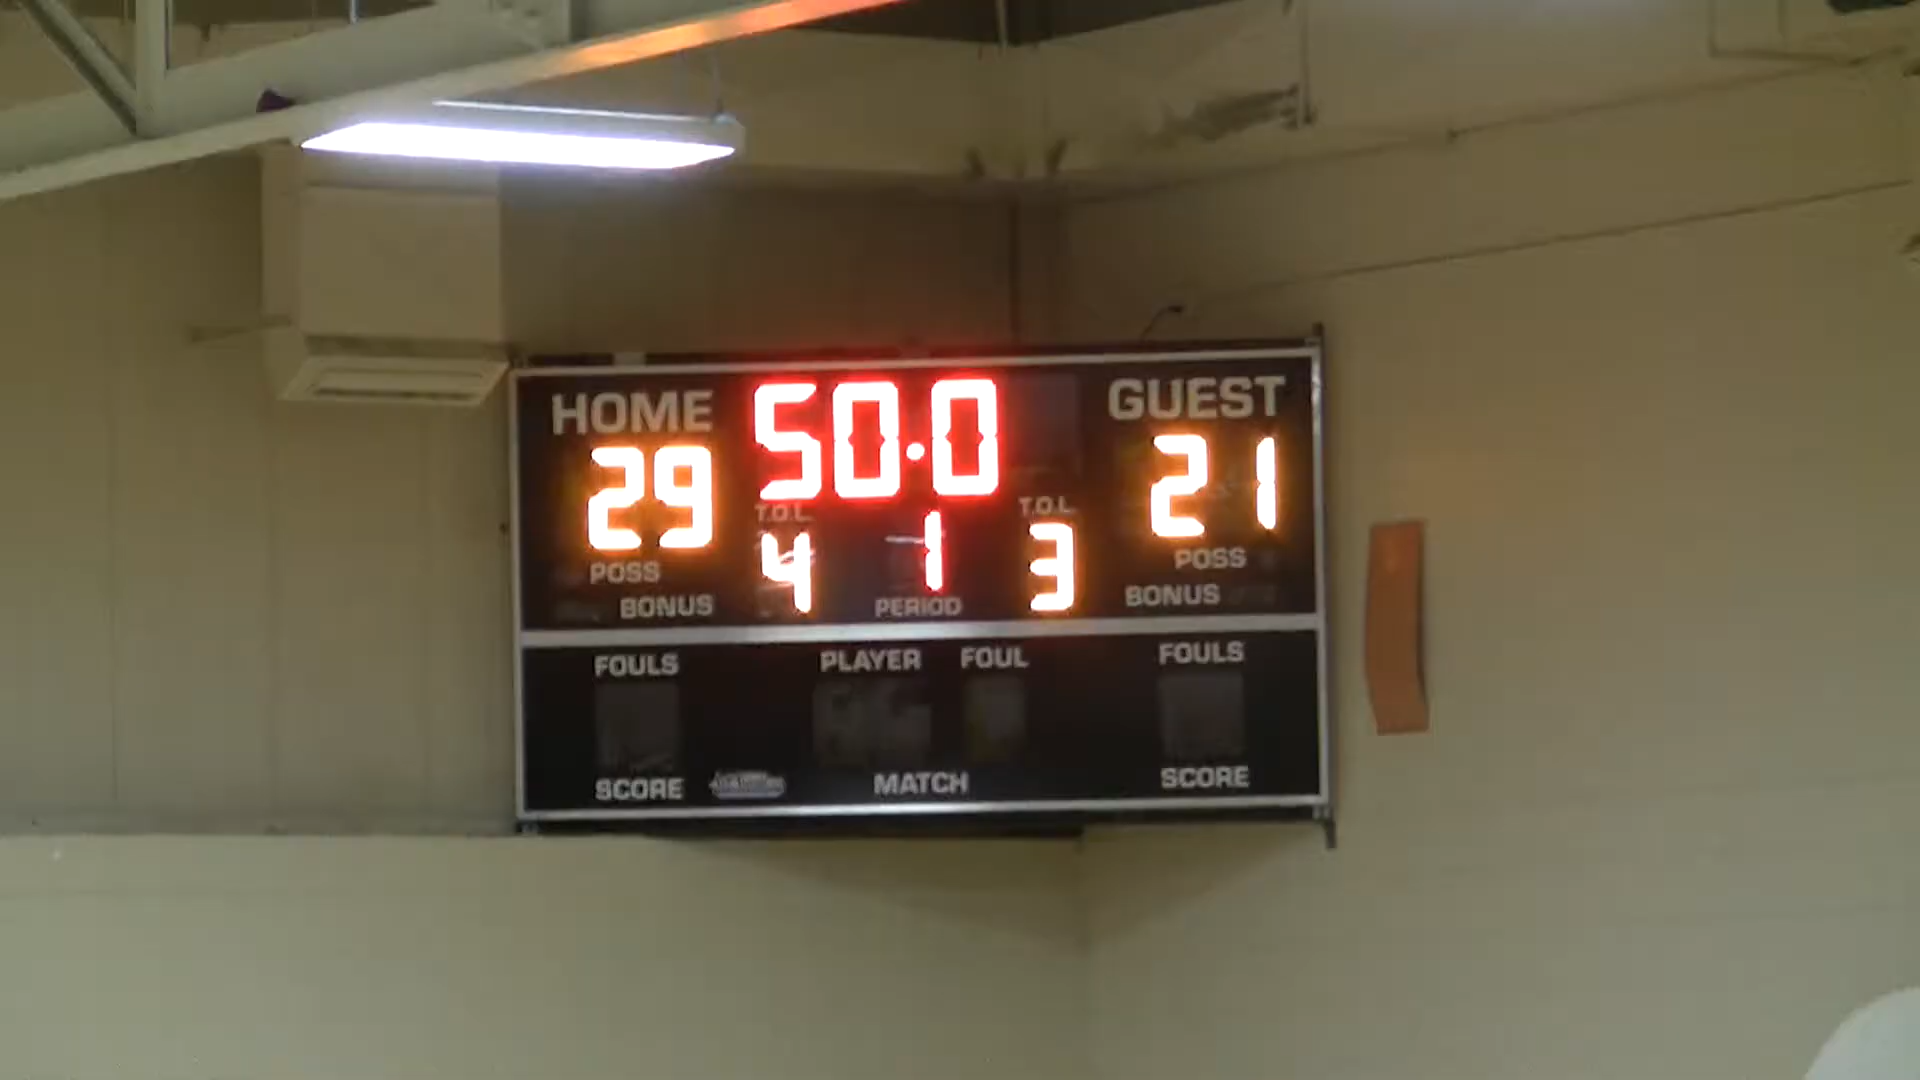 HOME 50.0 GUEST
29 21
T.O.L. T.O.L.
4 1 3
POSS POSS
BONUS PERIOD BONUS
FOULS PLAYER FOUL FOULS
SCORE MATCH SCORE